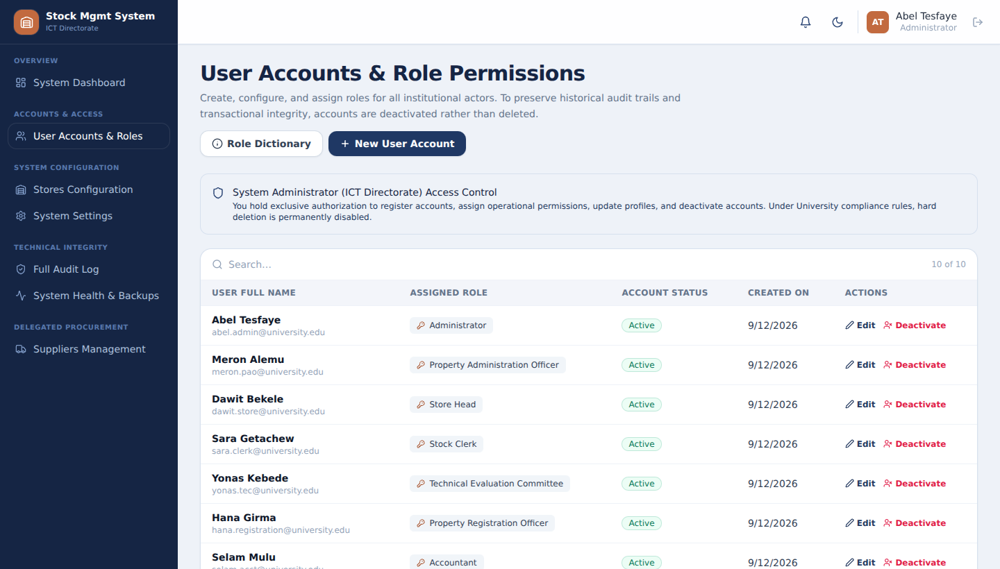 Stock Mgmt System
ICT Directorate
OVERVIEW
System Dashboard
ACCOUNTS & ACCESS
User Accounts & Roles
SYSTEM CONFIGURATION
Stores Configuration
System Settings
TECHNICAL INTEGRITY
Full Audit Log
System Health & Backups
DELEGATED PROCUREMENT
Suppliers Management
AT
Abel Tesfaye
Administrator
User Accounts & Role Permissions
Create, configure, and assign roles for all institutional actors. To preserve historical audit trails and
transactional integrity, accounts are deactivated rather than deleted.
Role Dictionary
New User Account
System Administrator (ICT Directorate) Access Control
You hold exclusive authorization to register accounts, assign operational permissions, update profiles, and deactivate accounts. Under University compliance rules, hard
deletion is permanently disabled.
Search...
10 of 10
USER FULL NAME ASSIGNED ROLE ACCOUNT STATUS CREATED ON ACTIONS
Abel Tesfaye
abel.admin@university.edu
Administrator Active 9/12/2026 Edit Deactivate
Meron Alemu
meron.pao@university.edu
Property Administration Officer Active 9/12/2026 Edit Deactivate
Dawit Bekele
dawit.store@university.edu
Store Head Active 9/12/2026 Edit Deactivate
Sara Getachew
sara.clerk@university.edu
Stock Clerk Active 9/12/2026 Edit Deactivate
Yonas Kebede
yonas.tec@university.edu
Technical Evaluation Committee Active 9/12/2026 Edit Deactivate
Hana Girma
hana.registration@university.edu
Property Registration Officer Active 9/12/2026 Edit Deactivate
Selam Mulu
Accountant Active 9/12/2026 Edit Deactivate